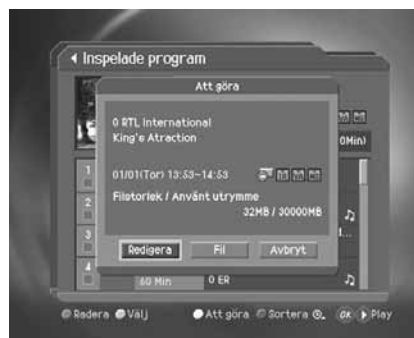 Inspelade program
Att göra
0 RTL International
King's Atraction
0Min)
01/01(Tor) 13:53~14:53
Filstorlek / Använt utrymme
32MB / 30000MB
1
2
3
4
Redigera Fil Avbryt
60 Min 0 ER
Radera Välj Att göra Sortera OK Play